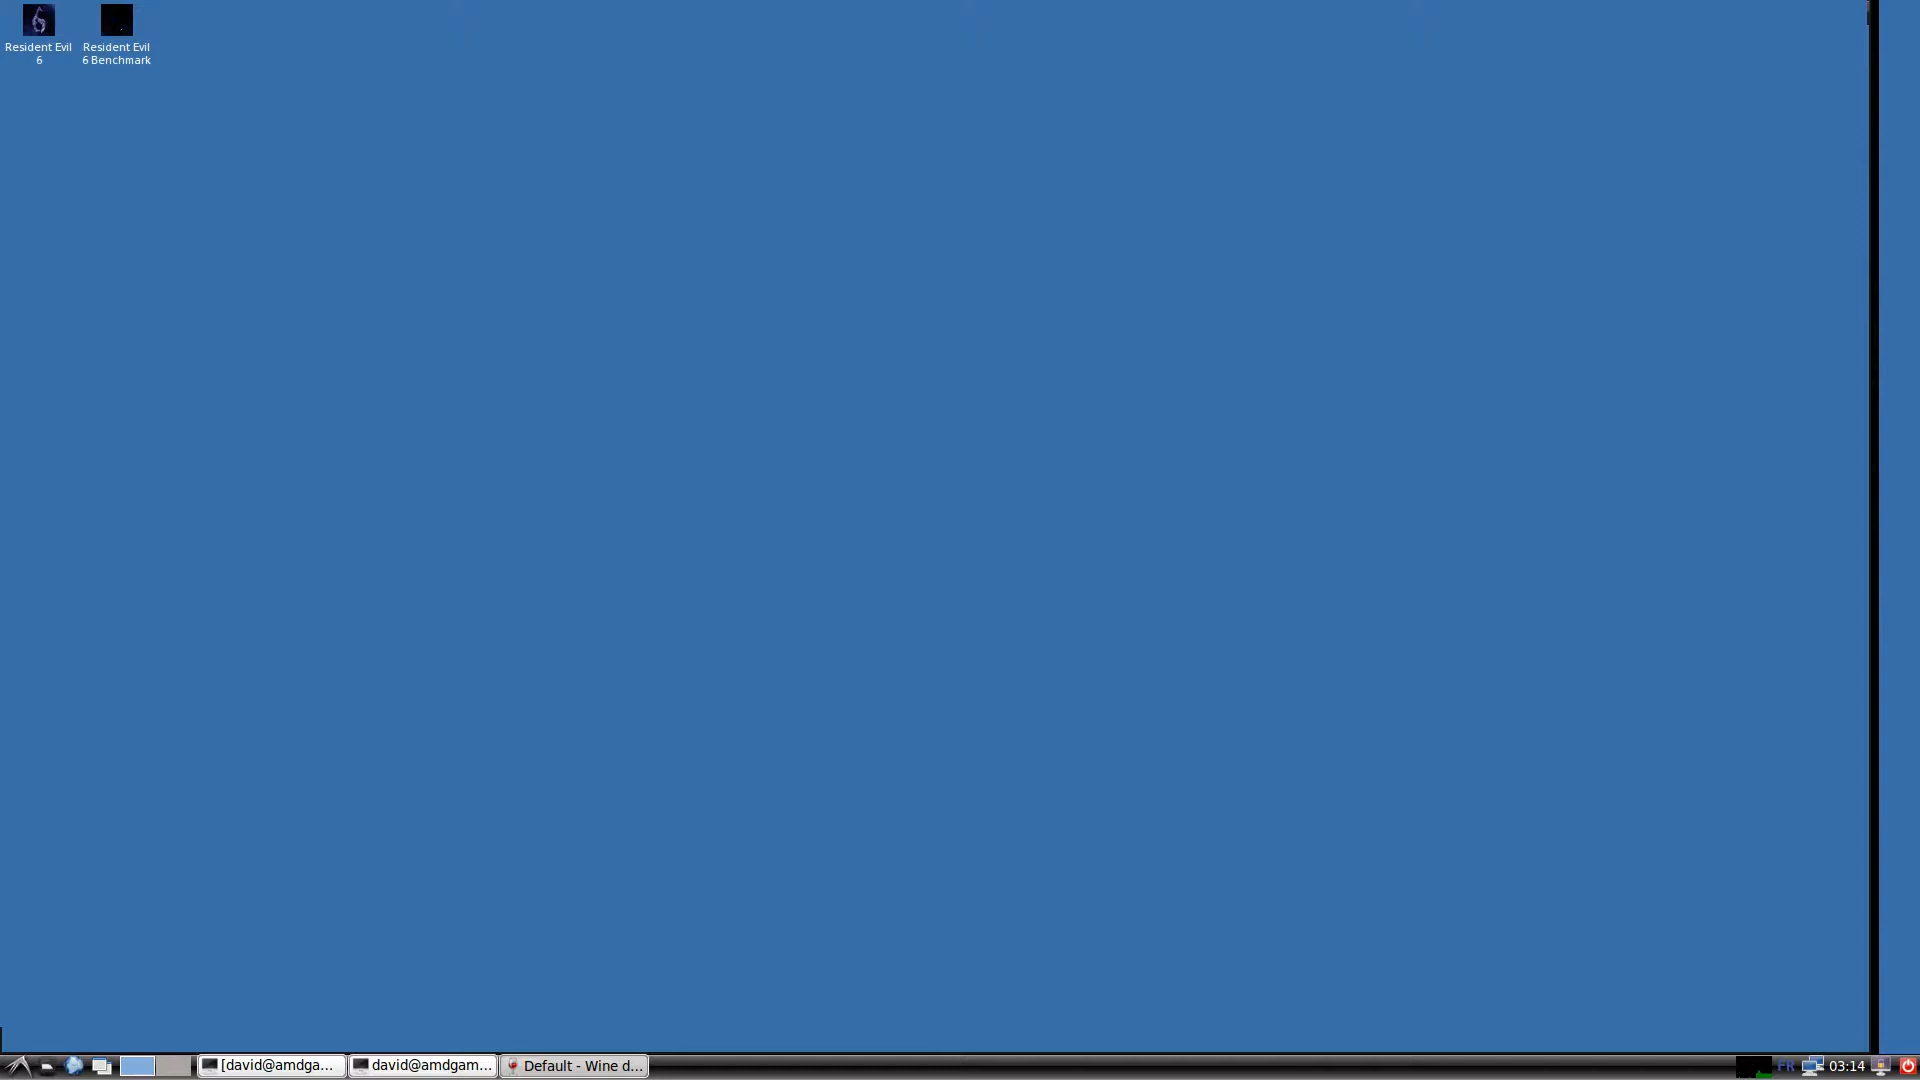 Resident Evil
6
Resident Evil
6 Benchmark
[david@amdga...
david@amdgam...
Default - Wine d...
FR
03:14